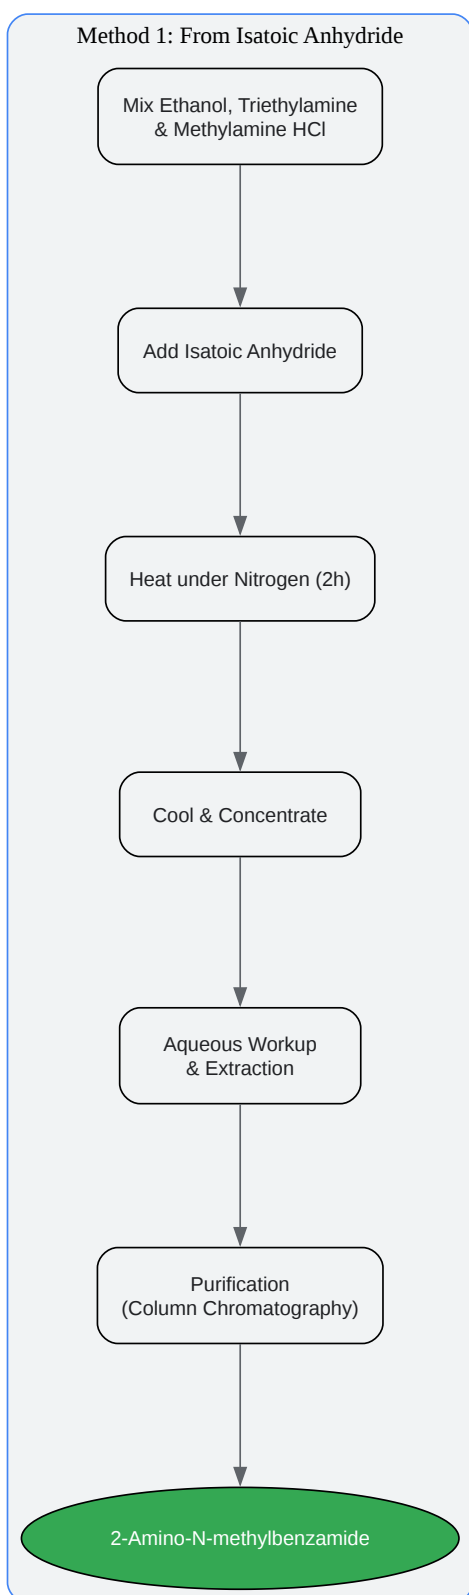 Method 1: From Isatoic Anhydride
Mix Ethanol, Triethylamine
& Methylamine HCl
Add Isatoic Anhydride
Heat under Nitrogen (2h)
Cool & Concentrate
Aqueous Workup
& Extraction
Purification
(Column Chromatography)
2-Amino-N-methylbenzamide